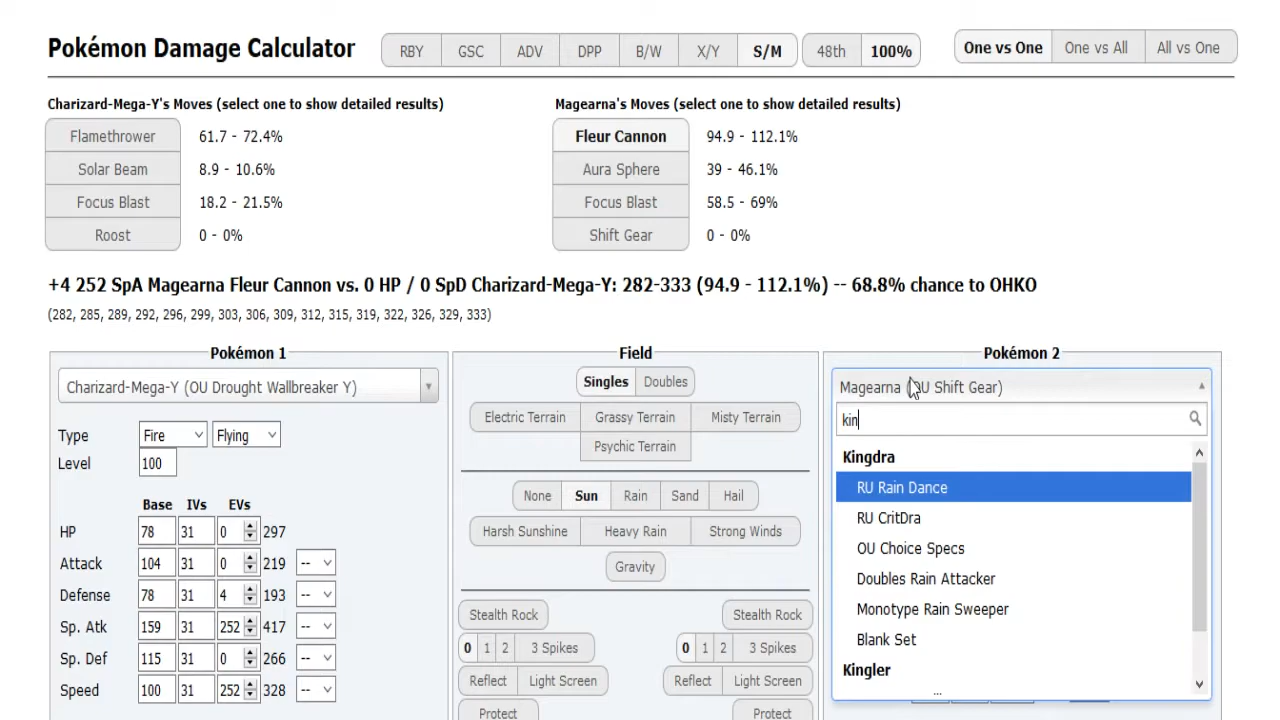 Pokémon Damage Calculator RBY GSC ADV DPP B/W X/Y S/M 48th 100% One vs One One vs All All vs One
Charizard-Mega-Y's Moves (select one to show detailed results) Magearna's Moves (select one to show detailed results)
Flamethrower 61.7 - 72.4% Fleur Cannon 94.9 - 112.1%
Solar Beam 8.9 - 10.6% Aura Sphere 39 - 46.1%
Focus Blast 18.2 - 21.5% Focus Blast 58.5 - 69%
Roost 0 - 0% Shift Gear 0 - 0%
+4 252 SpA Magearna Fleur Cannon vs. 0 HP / 0 SpD Charizard-Mega-Y: 282-333 (94.9 - 112.1%) -- 68.8% chance to OHKO
(282, 285, 289, 292, 296, 299, 303, 306, 309, 312, 315, 319, 322, 326, 329, 333)
Pokémon 1
Charizard-Mega-Y (OU Drought Wallbreaker Y)
Type Fire Flying
Level 100
Base IVs EVs
HP 78 31 0 297
Attack 104 31 0 219 --
Defense 78 31 4 193 --
Sp. Atk 159 31 252 417 --
Sp. Def 115 31 0 266 --
Speed 100 31 252 328 --
Field
Singles Doubles
Electric Terrain Grassy Terrain Misty Terrain
Psychic Terrain
None Sun Rain Sand Hail
Harsh Sunshine Heavy Rain Strong Winds
Gravity
Stealth Rock Stealth Rock
0 1 2 3 Spikes 0 1 2 3 Spikes
Reflect Light Screen Reflect Light Screen
Protect Protect
Pokémon 2
Magearna (OU Shift Gear)
kin
Kingdra
RU Rain Dance
RU CritDra
OU Choice Specs
Doubles Rain Attacker
Monotype Rain Sweeper
Blank Set
Kingler
...